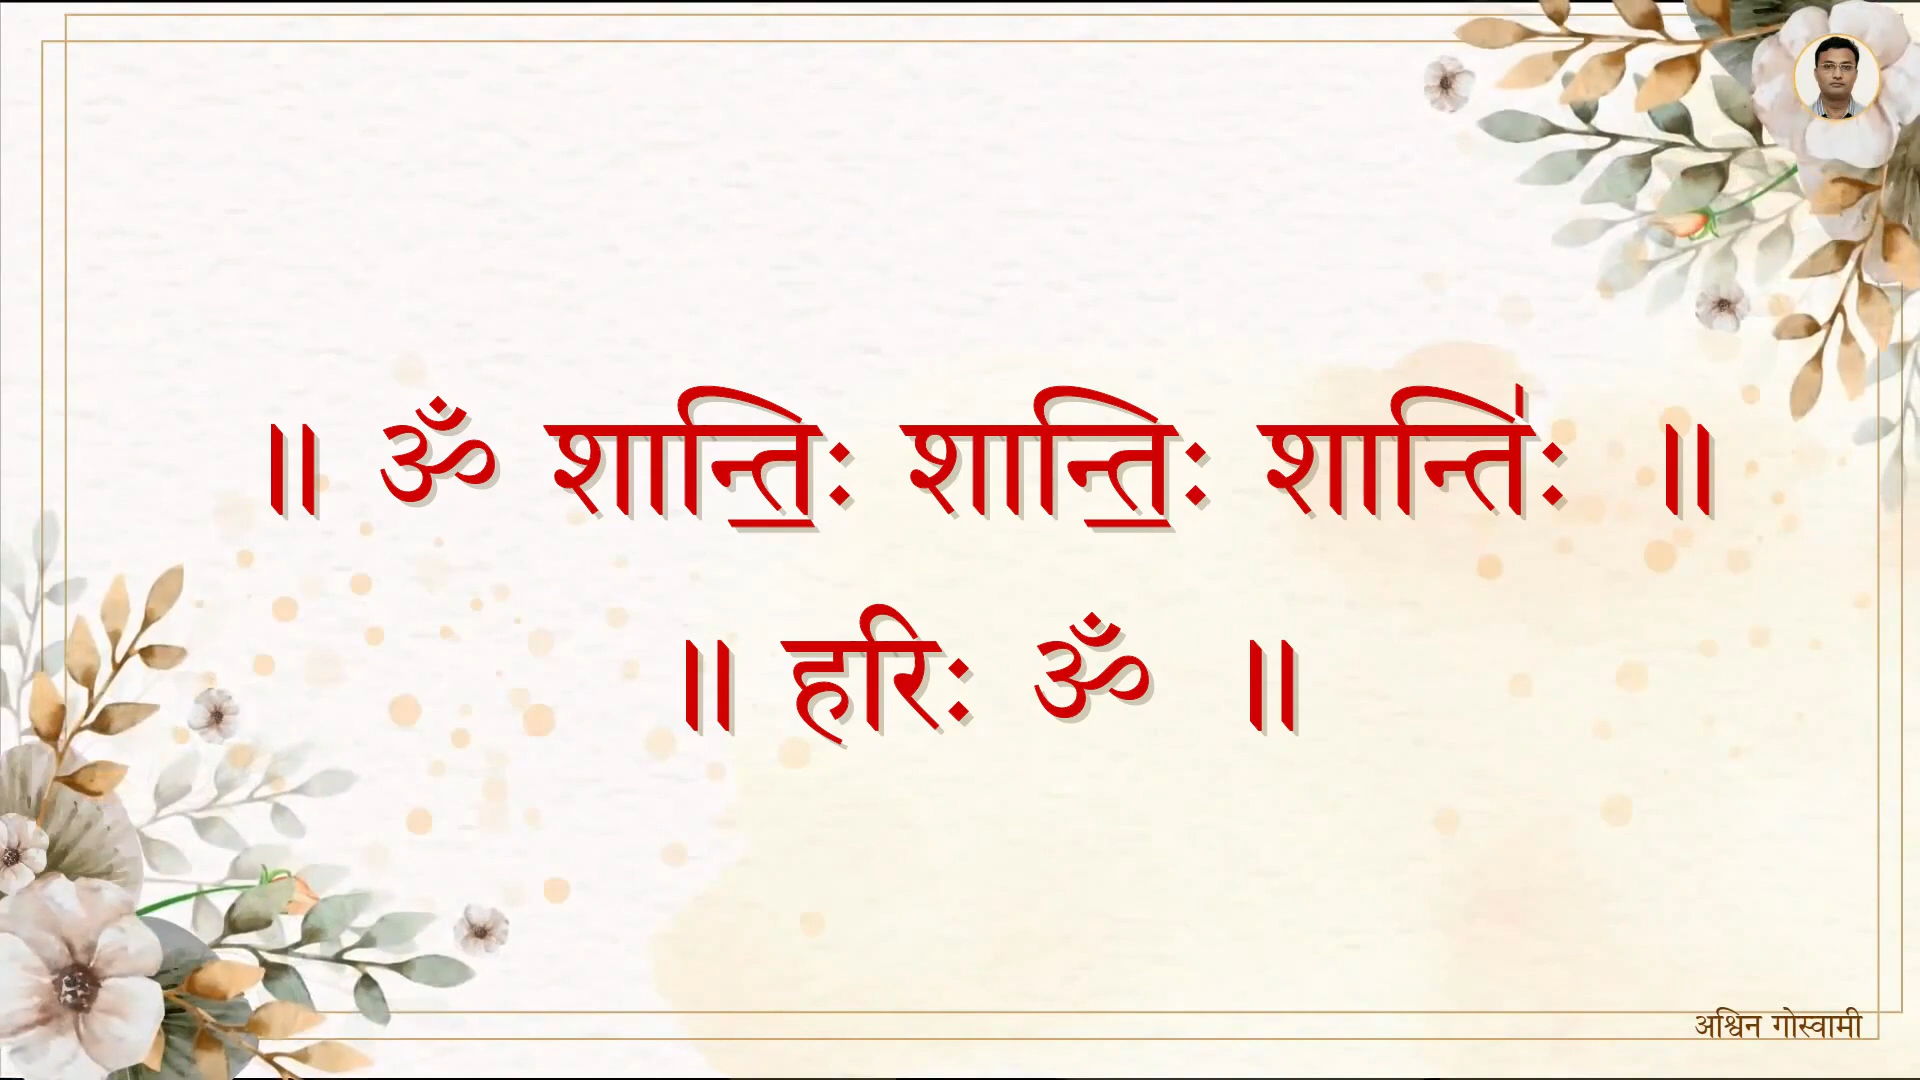 ॥ ॐ शान्ति॒ः शान्ति॒ः शान्ति॑ः ॥
॥ हरिः ॐ ॥
अश्विन गोस्वामी